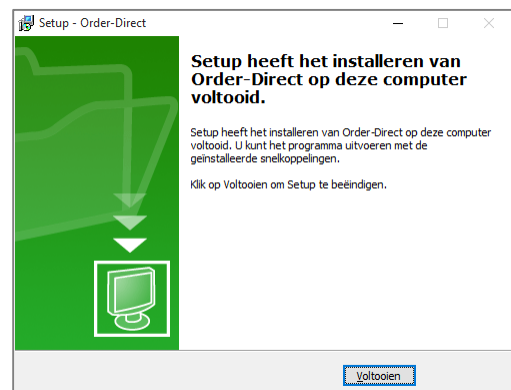 Setup - Order-Direct
Setup heeft het installeren van
Order-Direct op deze computer
voltooid.
Setup heeft het installeren van Order-Direct op deze computer
voltooid. U kunt het programma uitvoeren met de
geïnstalleerde snelkoppelingen.
Klik op Voltooien om Setup te beëindigen.
Voltooien